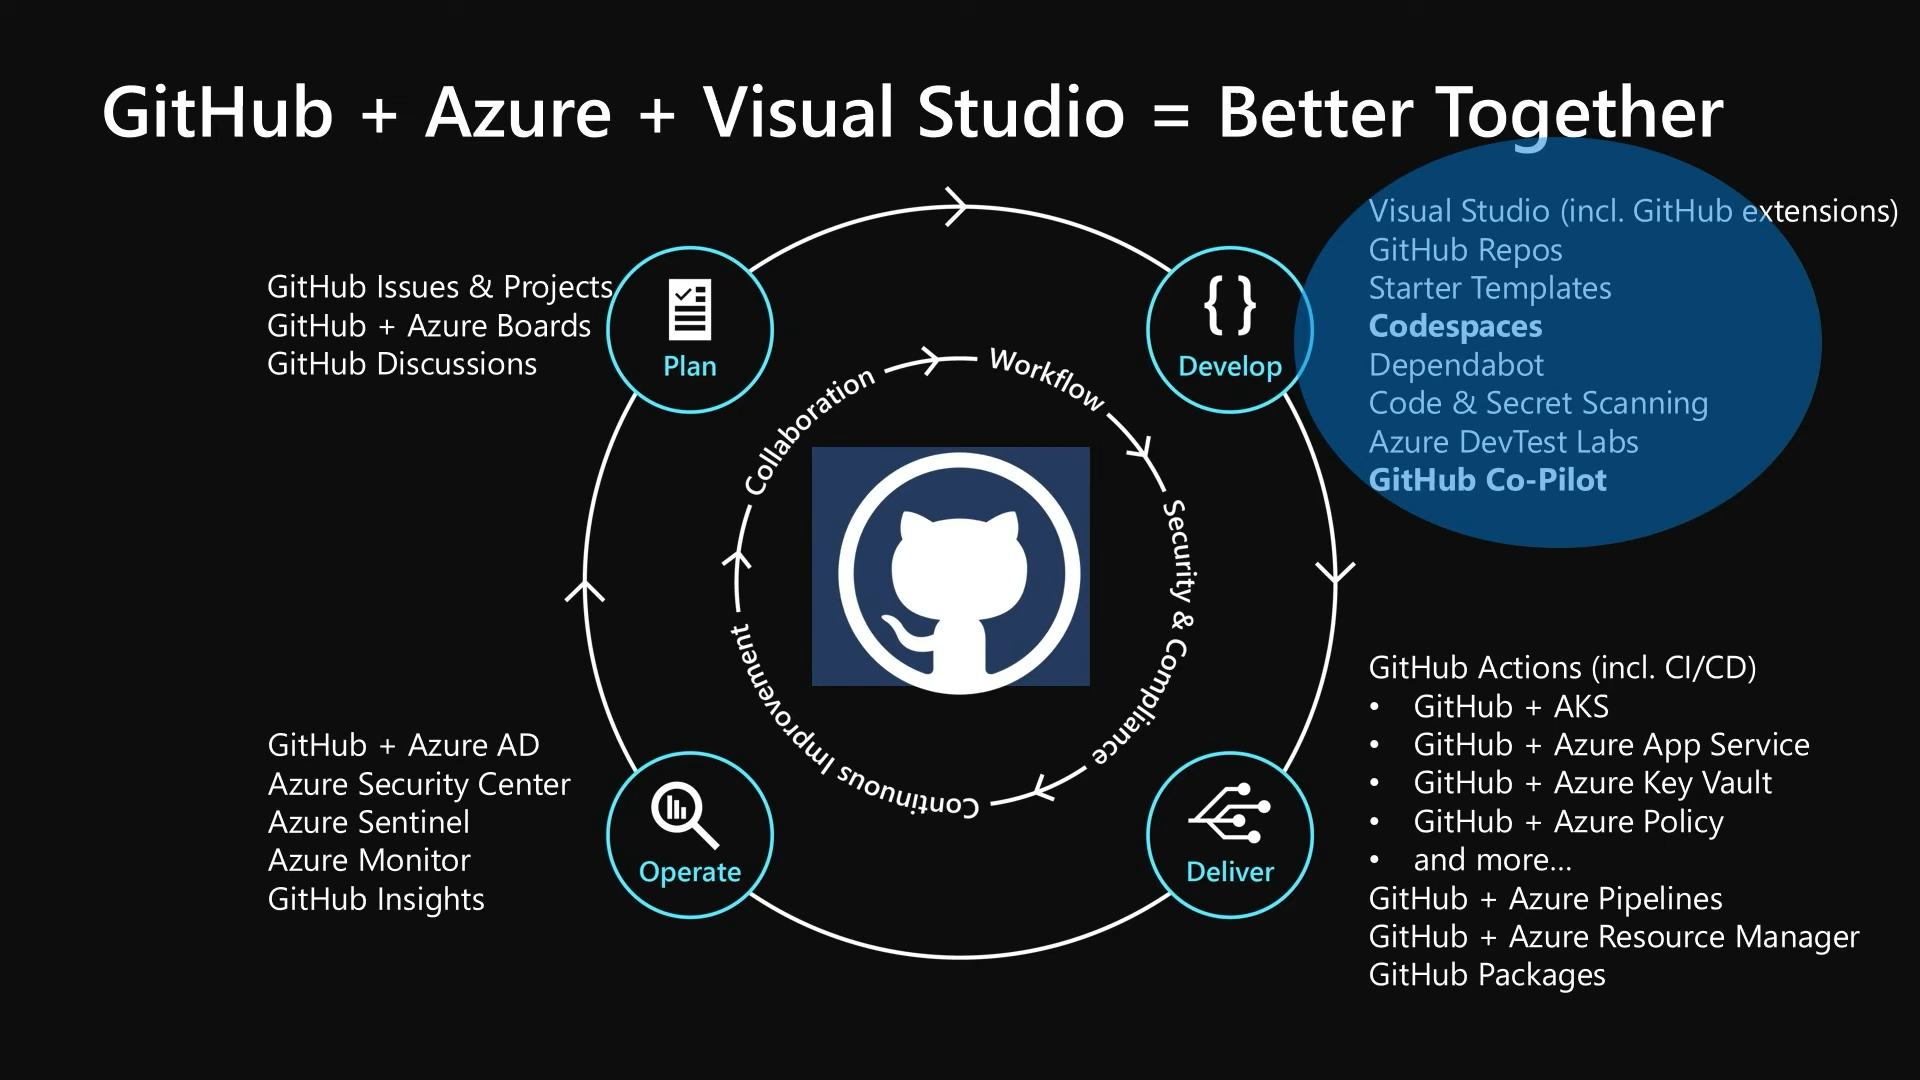 GitHub + Azure + Visual Studio = Better Together
GitHub Issues & Projects
GitHub + Azure Boards
GitHub Discussions
Plan
Develop
Visual Studio (incl. GitHub extensions)
GitHub Repos
Starter Templates
Codespaces
Dependabot
Code & Secret Scanning
Azure DevTest Labs
GitHub Co-Pilot
Collaboration
Workflow
Security & Compliance
Continuous Improvement
GitHub + Azure AD
Azure Security Center
Azure Sentinel
Azure Monitor
GitHub Insights
Operate
Deliver
GitHub Actions (incl. CI/CD)
• GitHub + AKS
• GitHub + Azure App Service
• GitHub + Azure Key Vault
• GitHub + Azure Policy
• and more...
GitHub + Azure Pipelines
GitHub + Azure Resource Manager
GitHub Packages